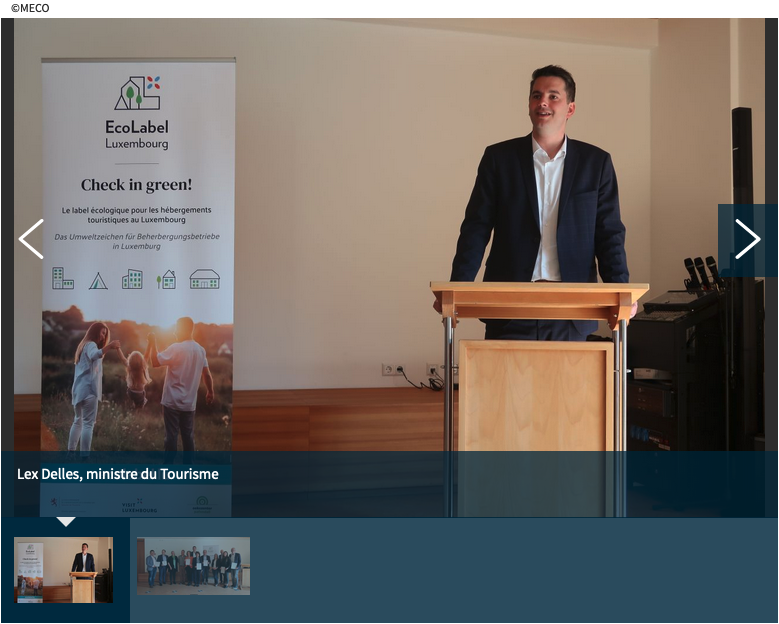 ©MECO
EcoLabel
Luxembourg
Check in green!
Le label écologique pour les hébergements
touristiques au Luxembourg
Das Umweltzeichen für Beherbergungsbetriebe
in Luxemburg
Lex Delles, ministre du Tourisme
VISIT
LUXEMBOURG